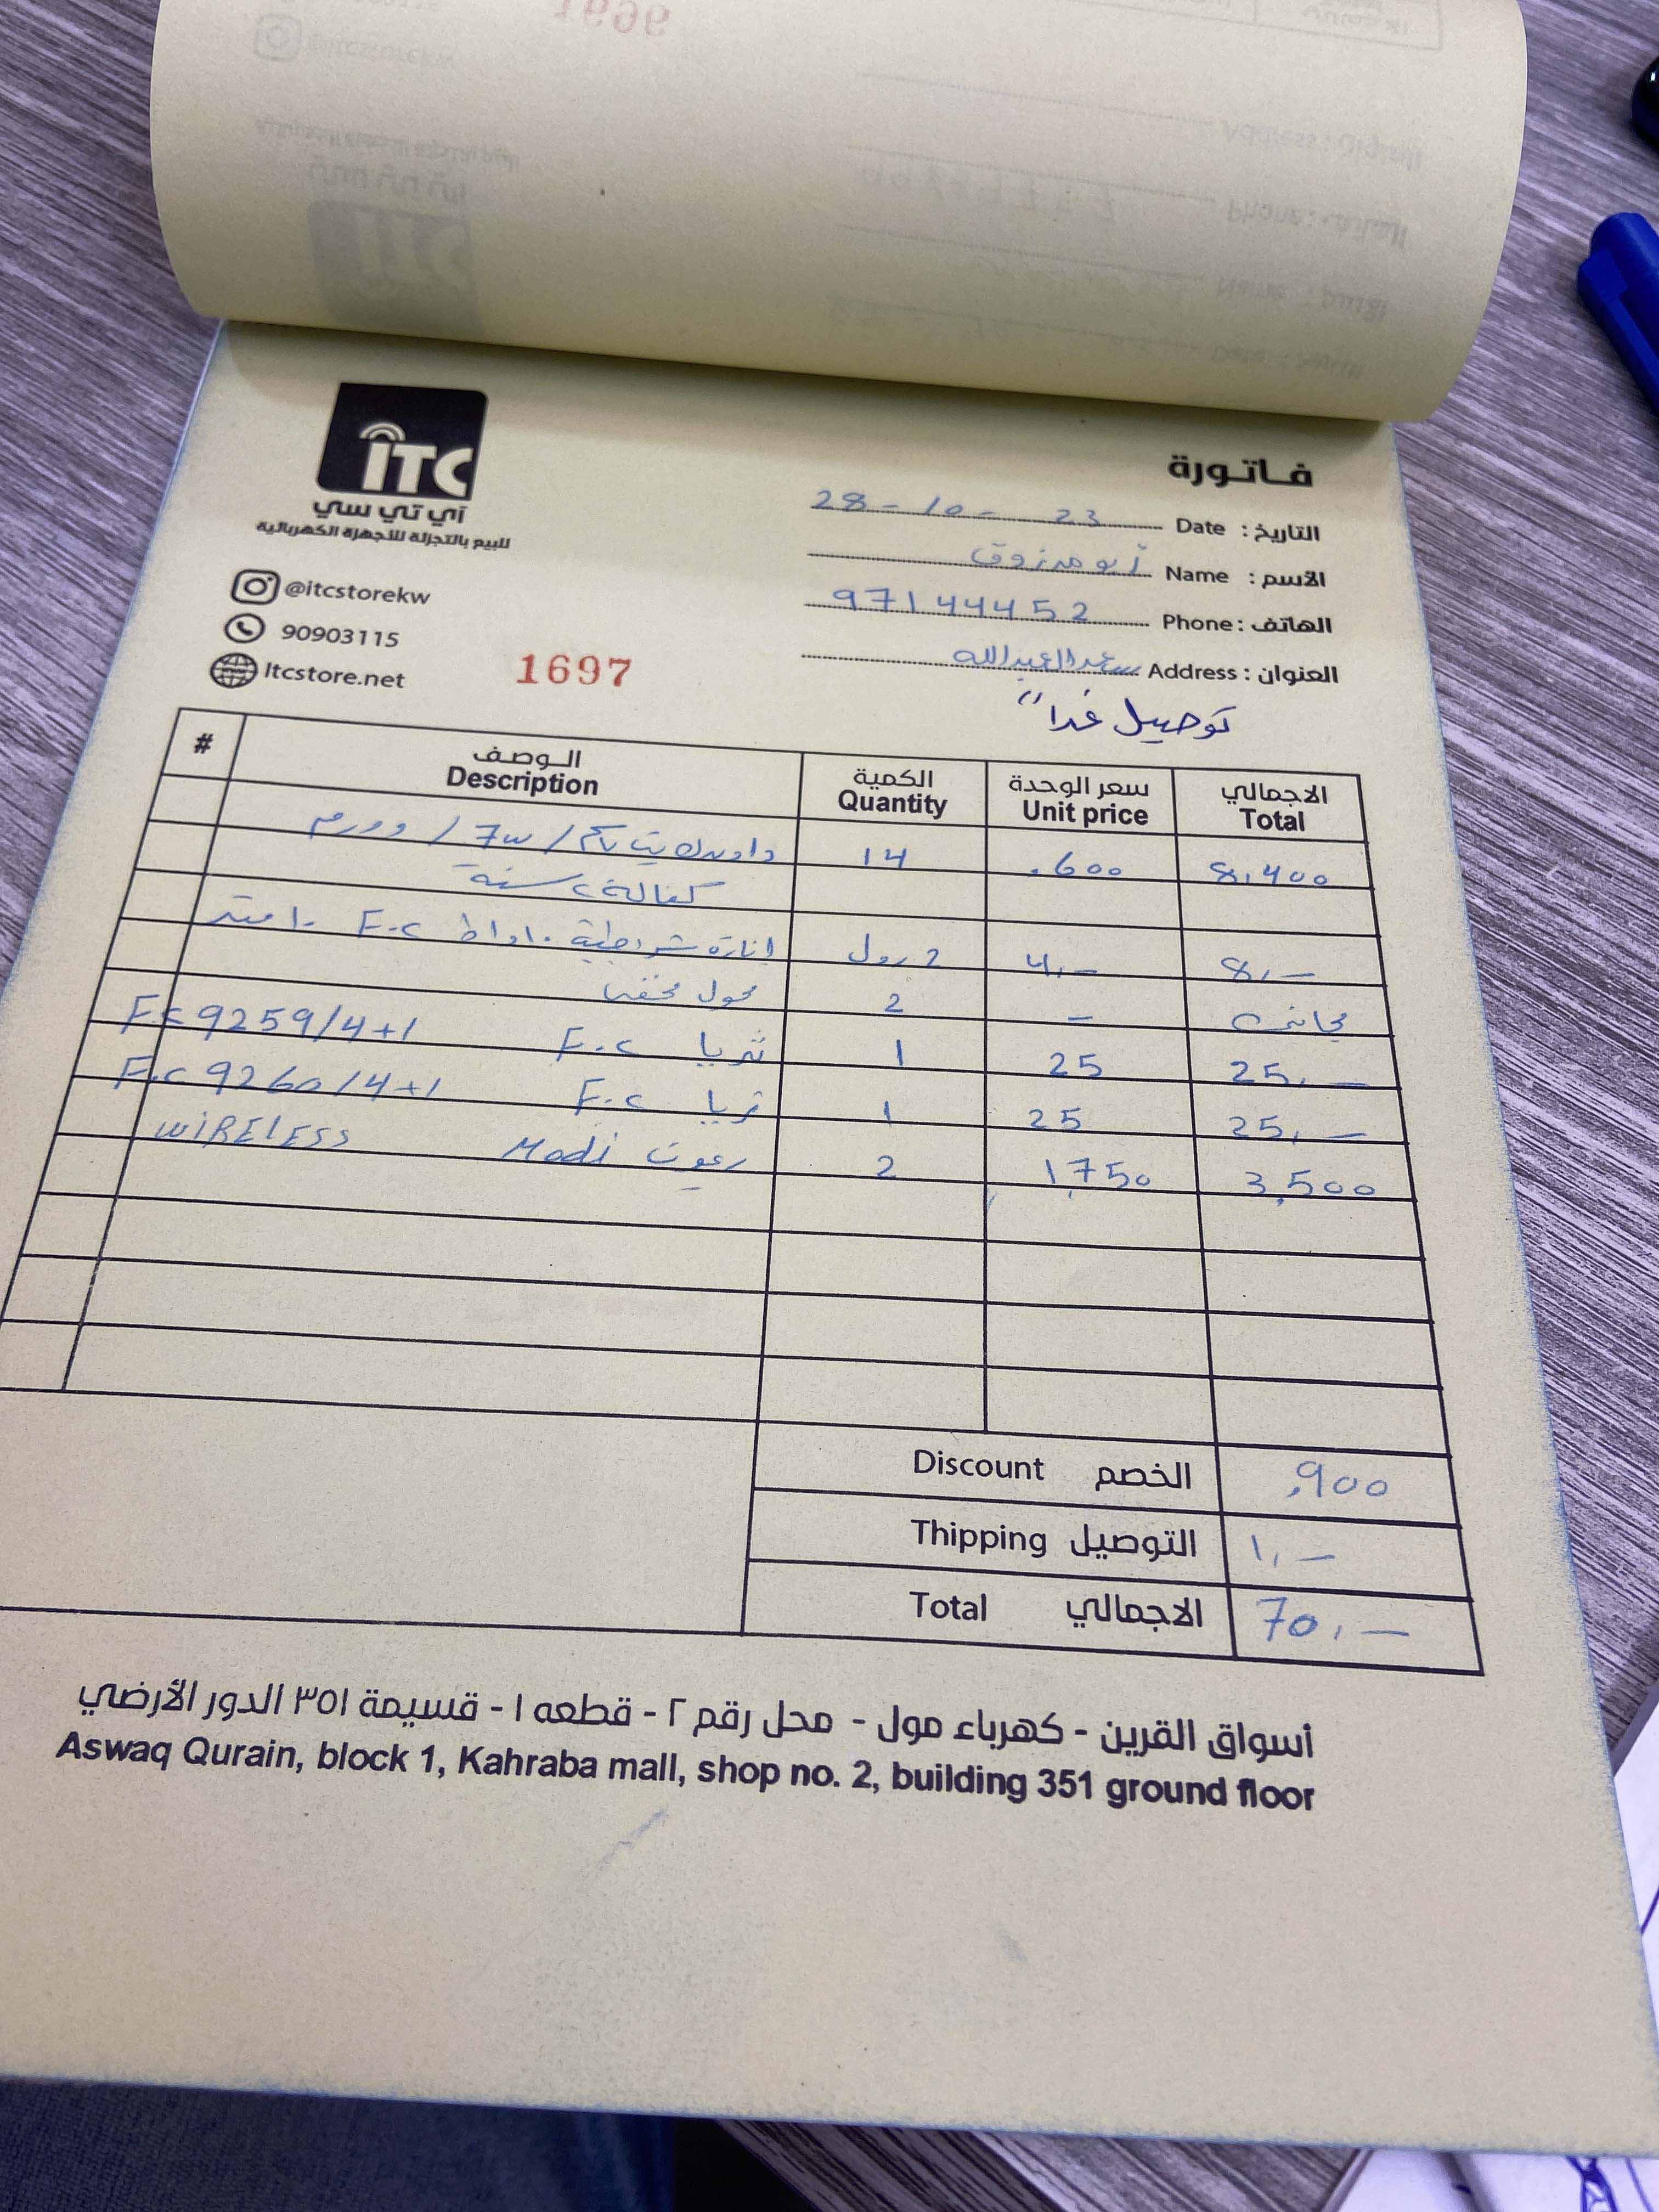 ITC
آي تي سي
للبيع بالتجزئة للأجهزة الكهربائية
@itcstorekw
90903115
Itcstore.net
1697
فاتورة
التاريخ : Date 28-10-23
الأسم : Name أبو مرزوق
الهاتف : Phone 97144452
العنوان : Address سعد العبدالله
توصيل غداً
# الوصف Description الكمية Quantity سعر الوحدة Unit price الاجمالي Total
داون لايت / 7w / وورم 14 .600 8,400
كفالة 2 سنة
إنارة شريطية 10 واط F.C 10 متر 2 رول 4,- 8,-
محول مخفي 2 - مجاني
ثريا F.C F.C 9259/4+1 1 25 25,-
ثريا F.C F.C 9260/4+1 1 25 25,-
ريموت Modi WIRELESS 2 1,750 3,500
Discount الخصم ,900
Thipping التوصيل 1,-
Total الاجمالي 70,-
أسواق القرين - كهرباء مول - محل رقم ٢ - قطعه ١ - قسيمة ٣٥١ الدور الأرضي
Aswaq Qurain, block 1, Kahraba mall, shop no. 2, building 351 ground floor